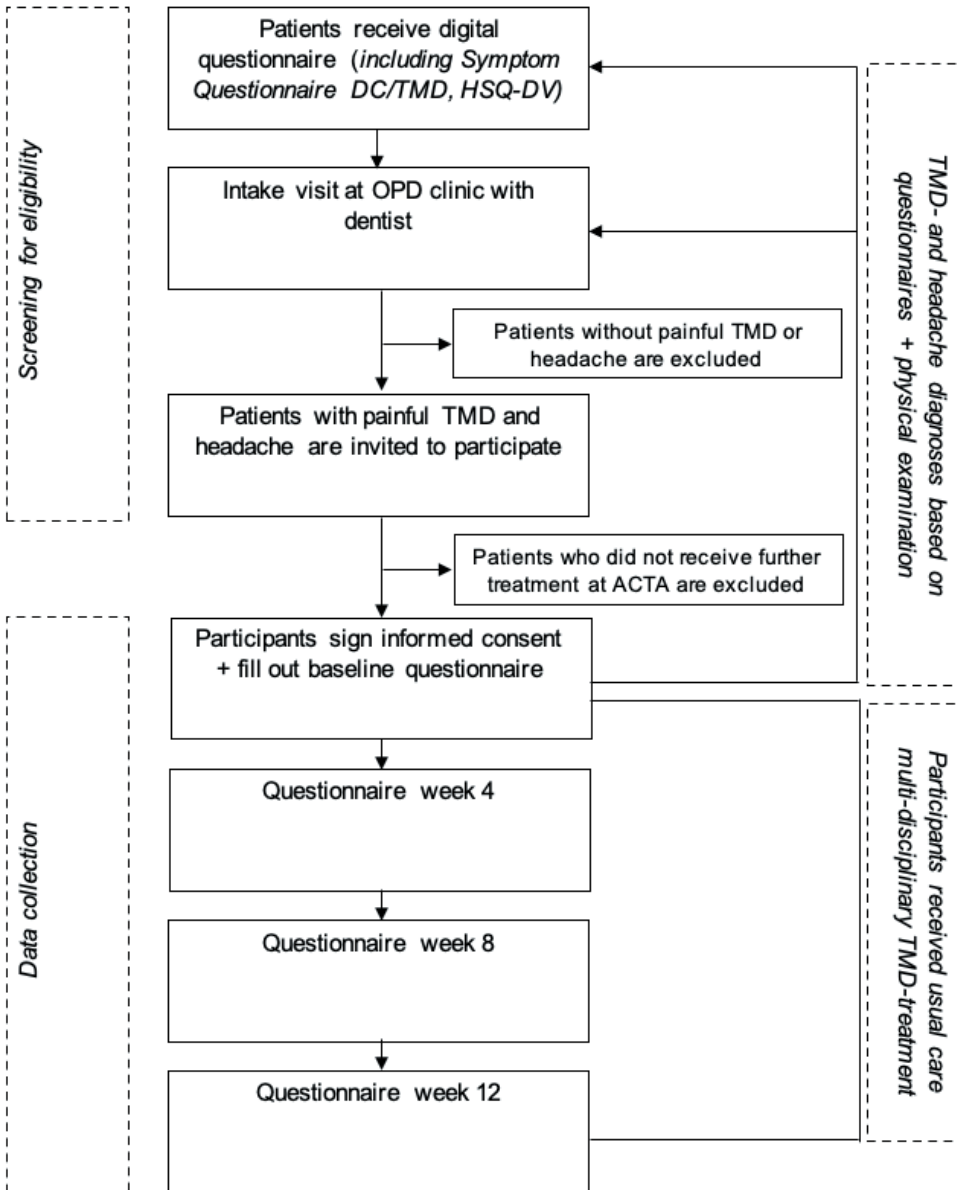 Patients receive digital
questionnaire (including Symptom
Questionnaire DC/TMD, HSQ-DV)
Screening for eligibility
Intake visit at OPD clinic with
dentist
Patients without painful TMD or
headache are excluded
Patients with painful TMD and
headache are invited to participate
TMD- and headache diagnoses based on
questionnaires + physical examination
Patients who did not receive further
treatment at ACTA are excluded
Participants sign informed consent
+ fill out baseline questionnaire
Data collection
Questionnaire week 4
Questionnaire week 8
Questionnaire week 12
Participants received usual care
multi-disciplinary TMD-treatment